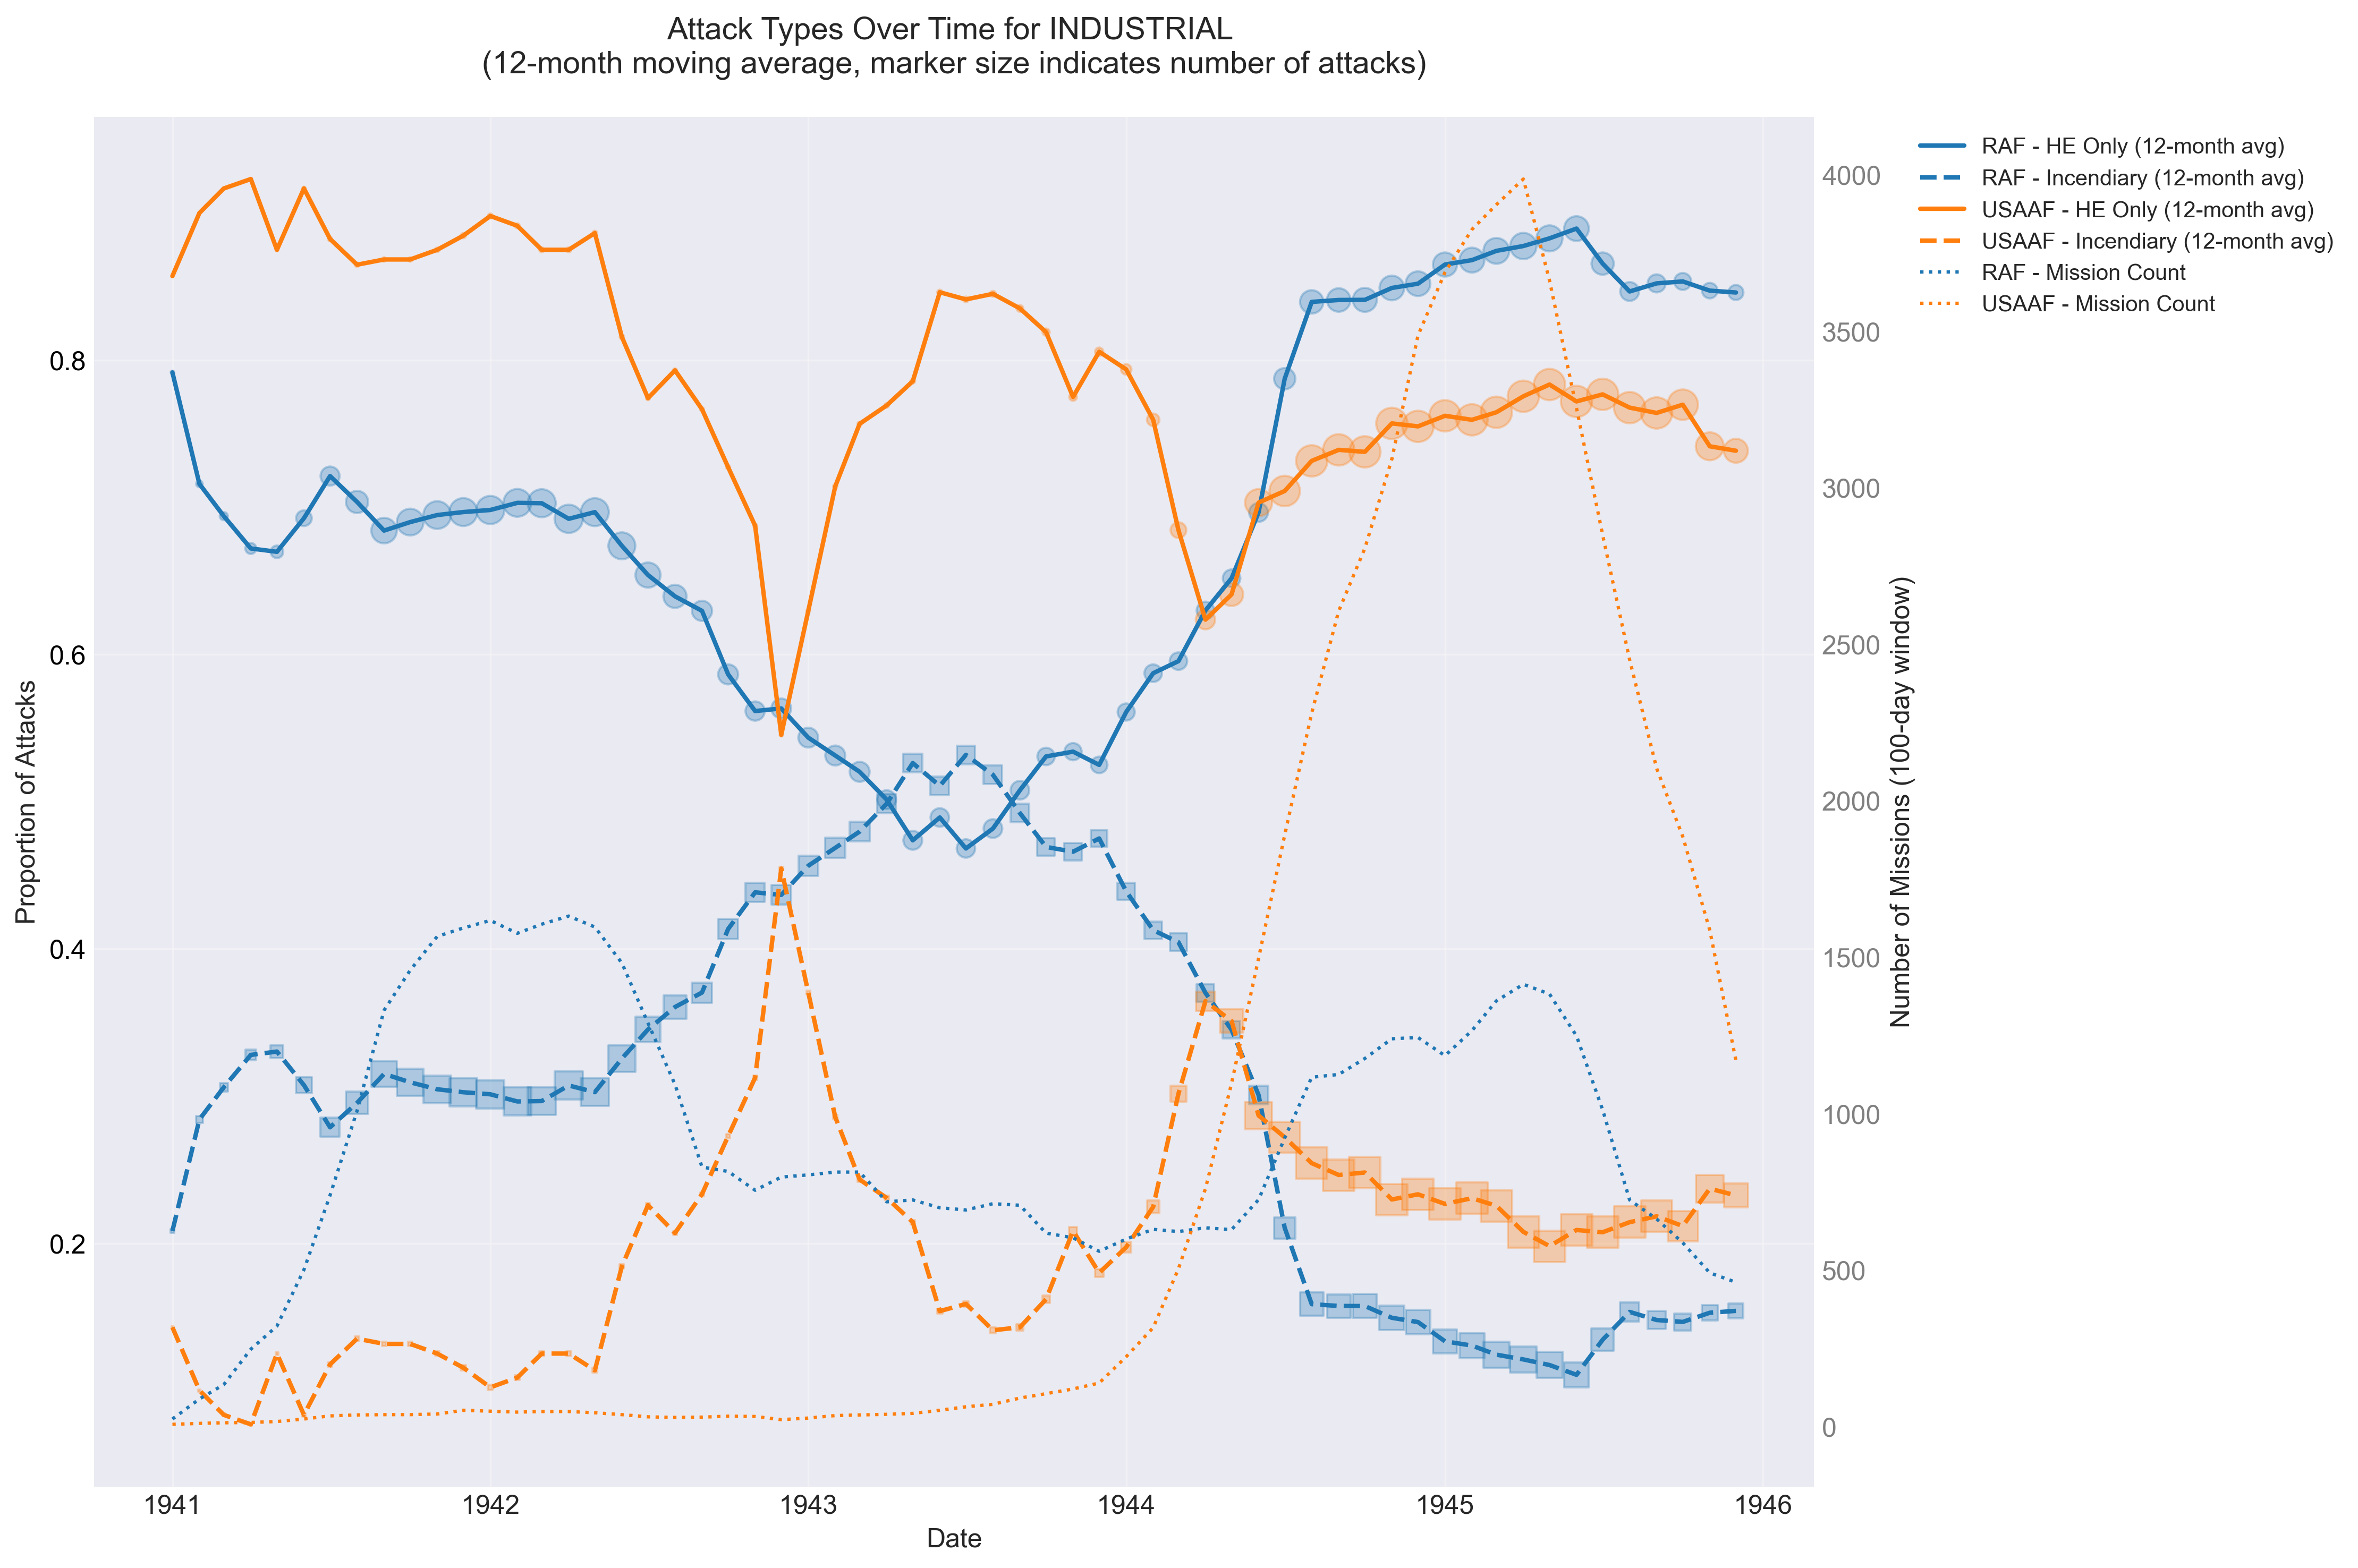 Attack Types Over Time for INDUSTRIAL
(12-month moving average, marker size indicates number of attacks)
RAF - HE Only (12-month avg)
RAF - Incendiary (12-month avg)
USAAF - HE Only (12-month avg)
USAAF - Incendiary (12-month avg)
RAF - Mission Count
USAAF - Mission Count
Proportion of Attacks
0.8
0.6
0.4
0.2
4000
3500
3000
2500
2000
1500
1000
500
0
Number of Missions (100-day window)
1941
1942
1943
1944
1945
1946
Date